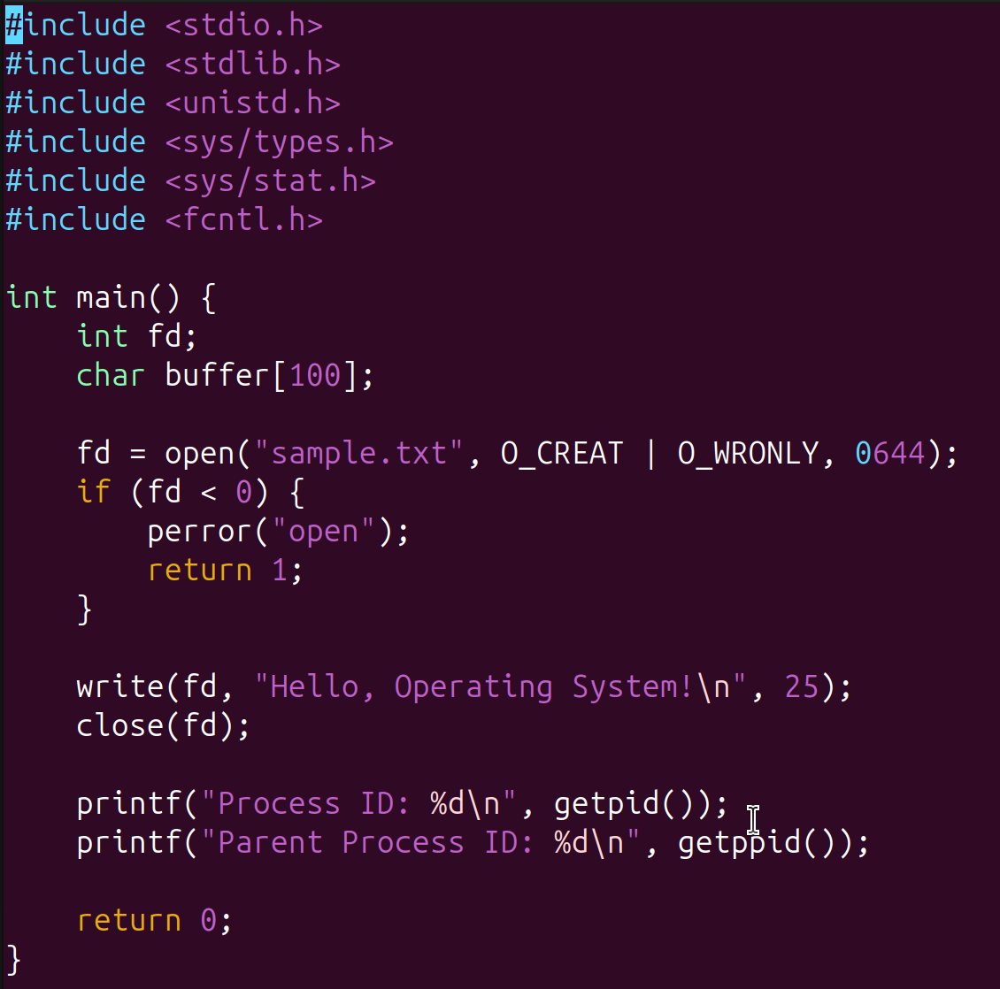 #include <stdio.h>
#include <stdlib.h>
#include <unistd.h>
#include <sys/types.h>
#include <sys/stat.h>
#include <fcntl.h>

int main() {
    int fd;
    char buffer[100];

    fd = open("sample.txt", O_CREAT | O_WRONLY, 0644);
    if (fd < 0) {
        perror("open");
        return 1;
    }

    write(fd, "Hello, Operating System!\n", 25);
    close(fd);

    printf("Process ID: %d\n", getpid());
    printf("Parent Process ID: %d\n", getppid());

    return 0;
}